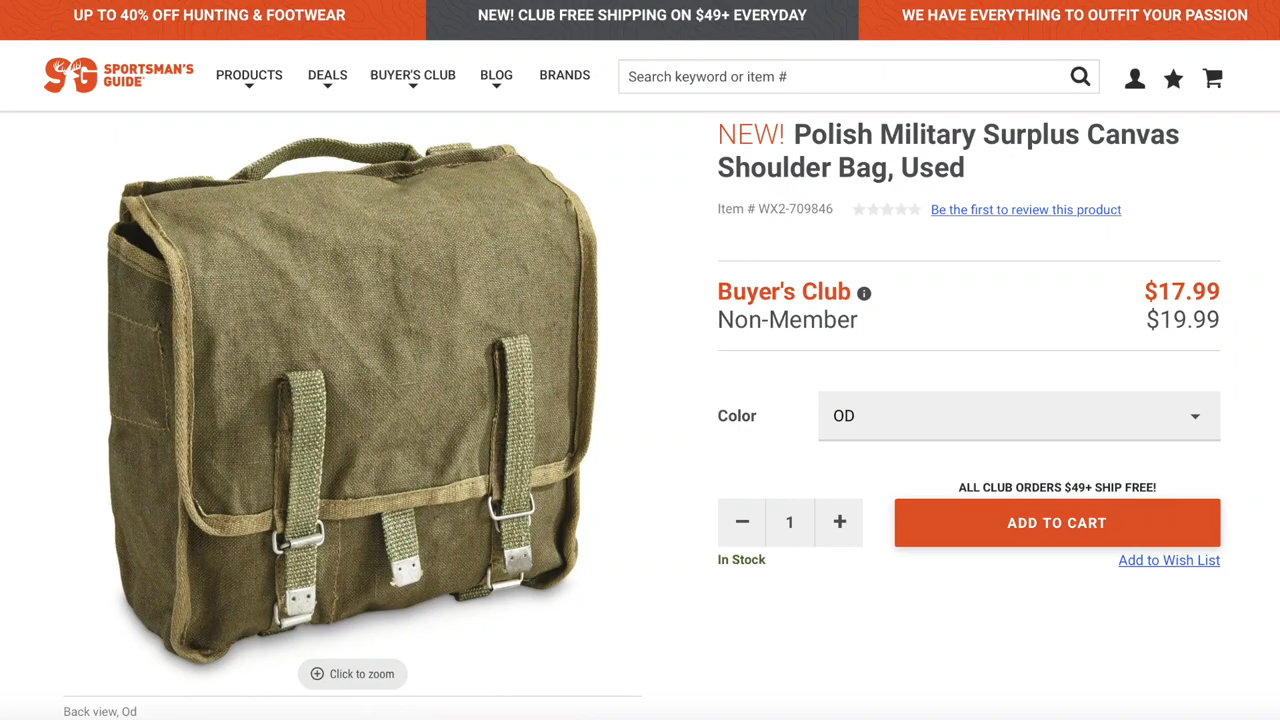 UP TO 40% OFF HUNTING & FOOTWEAR
NEW! CLUB FREE SHIPPING ON $49+ EVERYDAY
WE HAVE EVERYTHING TO OUTFIT YOUR PASSION
SG SPORTSMAN'S GUIDE
PRODUCTS
DEALS
BUYER'S CLUB
BLOG
BRANDS
Search keyword or item #
NEW! Polish Military Surplus Canvas
Shoulder Bag, Used
Item # WX2-709846
Be the first to review this product
Buyer's Club $17.99
Non-Member $19.99
Color
OD
ALL CLUB ORDERS $49+ SHIP FREE!
1
ADD TO CART
In Stock
Add to Wish List
Click to zoom
Back view, Od